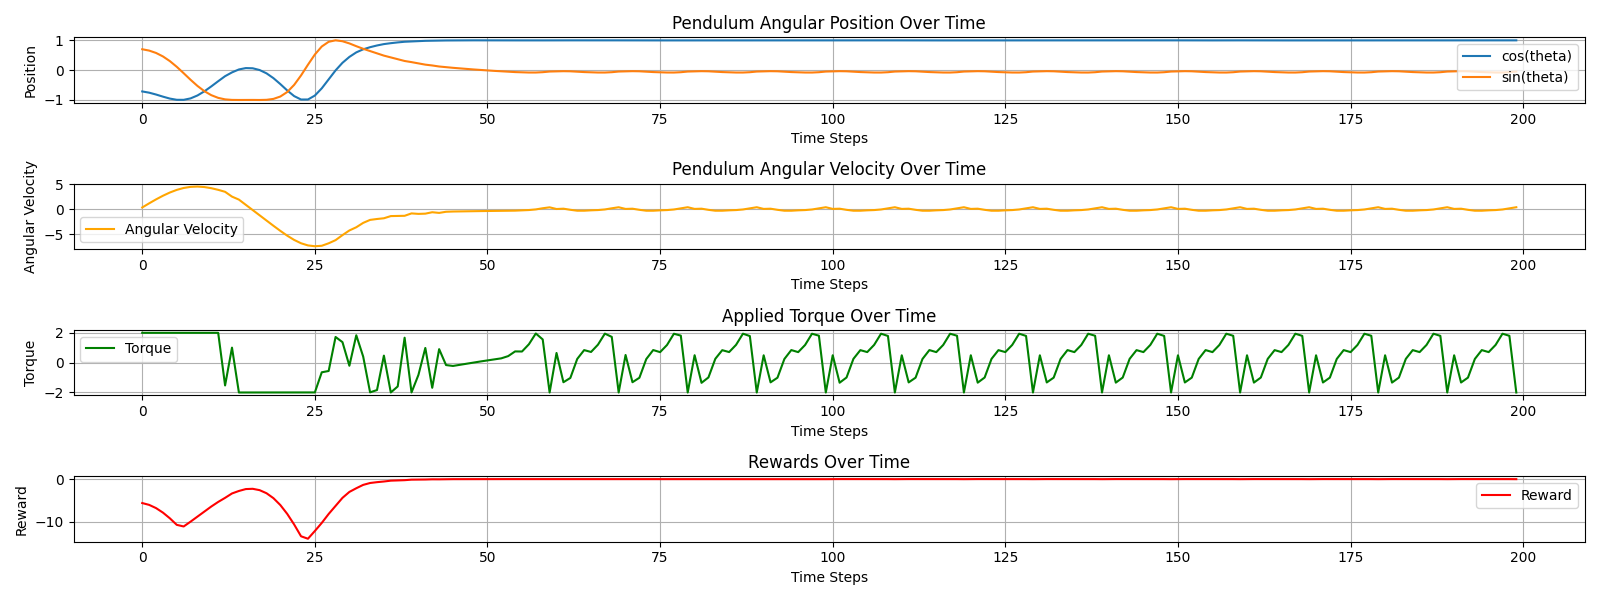 Pendulum Angular Position Over Time
Position
1
0
−1
cos(theta)
sin(theta)
0 25 50 75 100 125 150 175 200
Time Steps
Pendulum Angular Velocity Over Time
Angular Velocity
5
0
−5
Angular Velocity
0 25 50 75 100 125 150 175 200
Time Steps
Applied Torque Over Time
Torque
2
0
−2
Torque
0 25 50 75 100 125 150 175 200
Time Steps
Rewards Over Time
Reward
0
−10
Reward
0 25 50 75 100 125 150 175 200
Time Steps